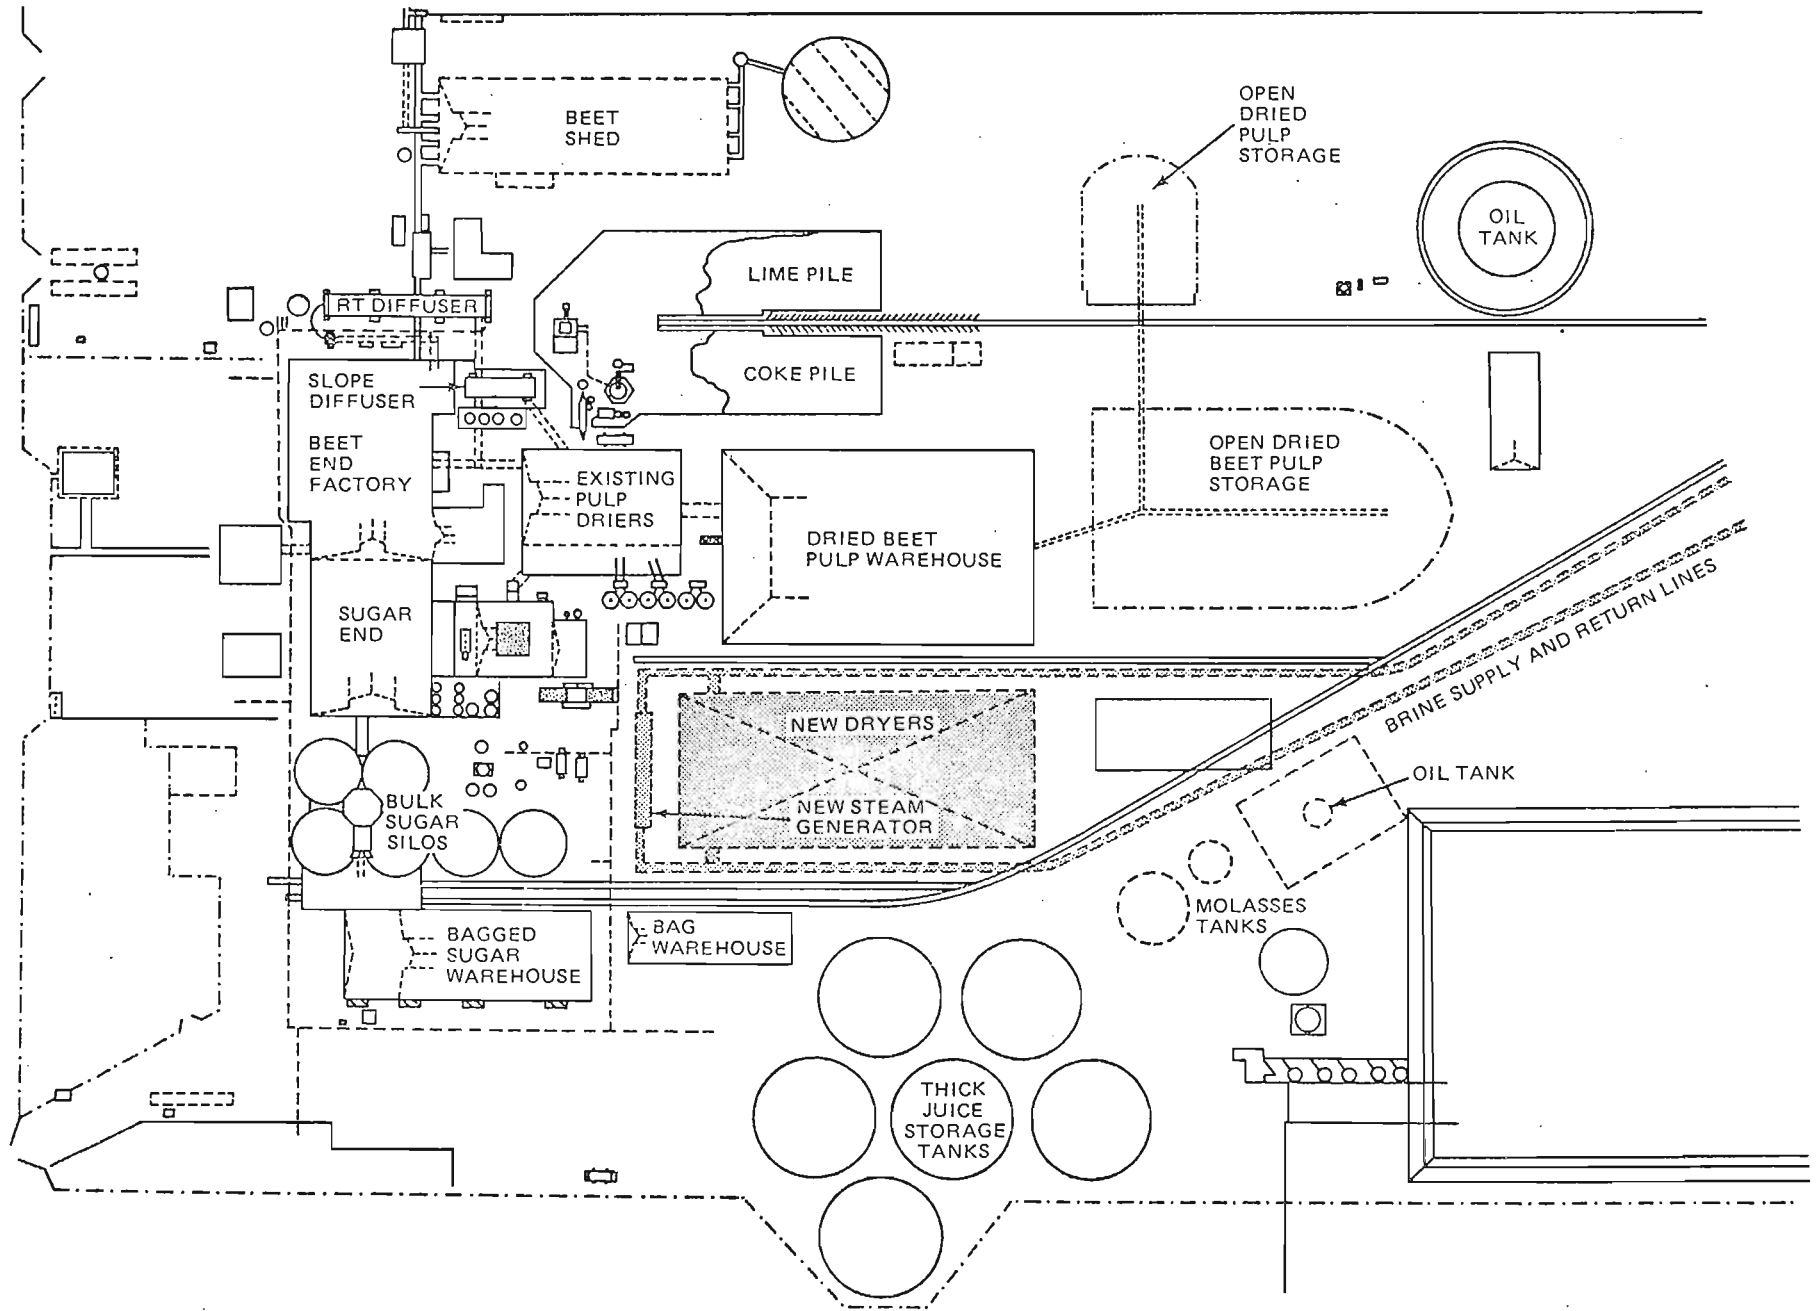 BEET
SHED
OPEN
DRIED
PULP
STORAGE
OIL
TANK
LIME PILE
RT DIFFUSER
COKE PILE
SLOPE
DIFFUSER
BEET
END
FACTORY
EXISTING
PULP
DRIERS
OPEN DRIED
BEET PULP
STORAGE
DRIED BEET
PULP WAREHOUSE
SUGAR
END
BRINE SUPPLY AND RETURN LINES
NEW DRYERS
NEW STEAM
GENERATOR
OIL TANK
BULK
SUGAR
SILOS
MOLASSES
TANKS
BAGGED
SUGAR
WAREHOUSE
BAG
WAREHOUSE
THICK
JUICE
STORAGE
TANKS